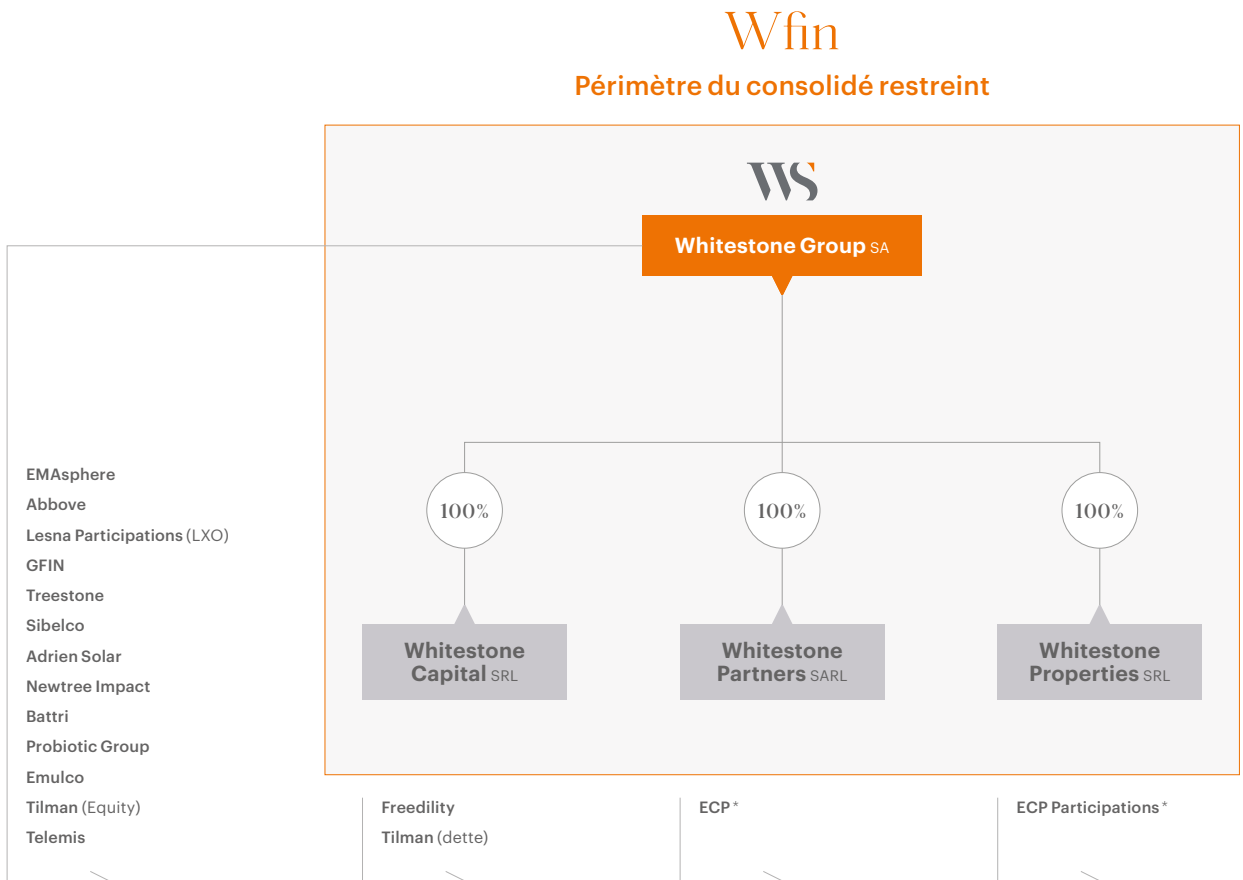 Wfin
Périmètre du consolidé restreint
WS
Whitestone Group SA
EMAsphere
Abbove
Lesna Participations (LXO)
GFIN
Treestone
Sibelco
Adrien Solar
Newtree Impact
Battri
Probiotic Group
Emulco
Tilman (Equity)
Telemis
100%
100%
100%
Whitestone
Capital SRL
Whitestone
Partners SARL
Whitestone
Properties SRL
Freedility
Tilman (dette)
ECP *
ECP Participations *